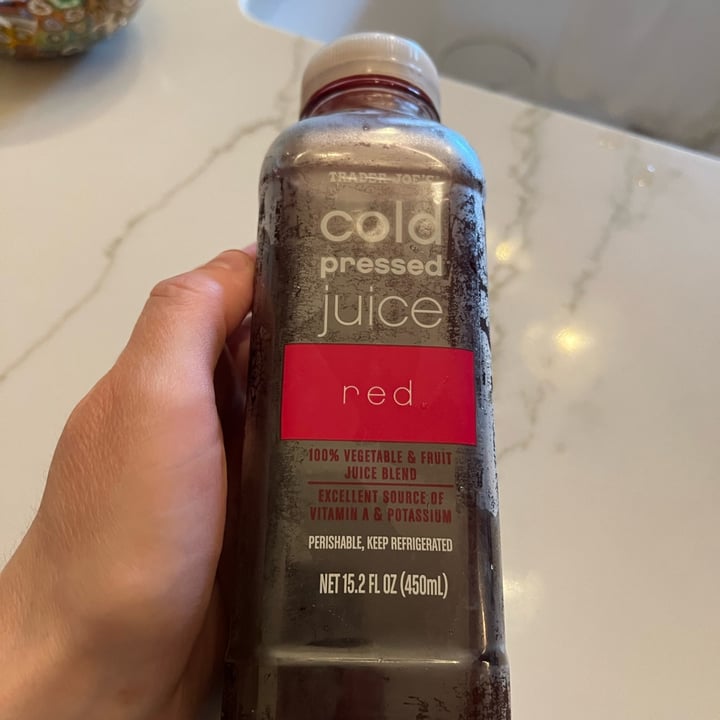 TRADER JOE'S
cold
pressed
juice
red
100% VEGETABLE & FRUIT
JUICE BLEND
EXCELLENT SOURCE OF
VITAMIN A & POTASSIUM
PERISHABLE, KEEP REFRIGERATED
NET 15.2 FL OZ (450mL)